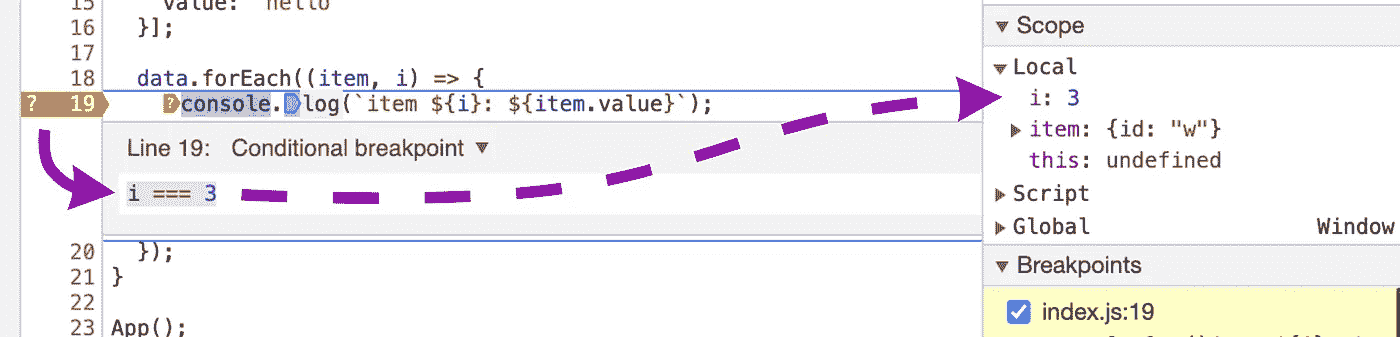 15 value: "hello"
16 }];
17
18 data.forEach((item, i) => {
? 19 ?console.log(`item ${i}: ${item.value}`);
Line 19: Conditional breakpoint ▼
i === 3
20 });
21 }
22
23 App();
▼ Scope
▼ Local
i: 3
▶ item: {id: "w"}
this: undefined
▶ Script
▶ Global Window
▼ Breakpoints
index.js:19